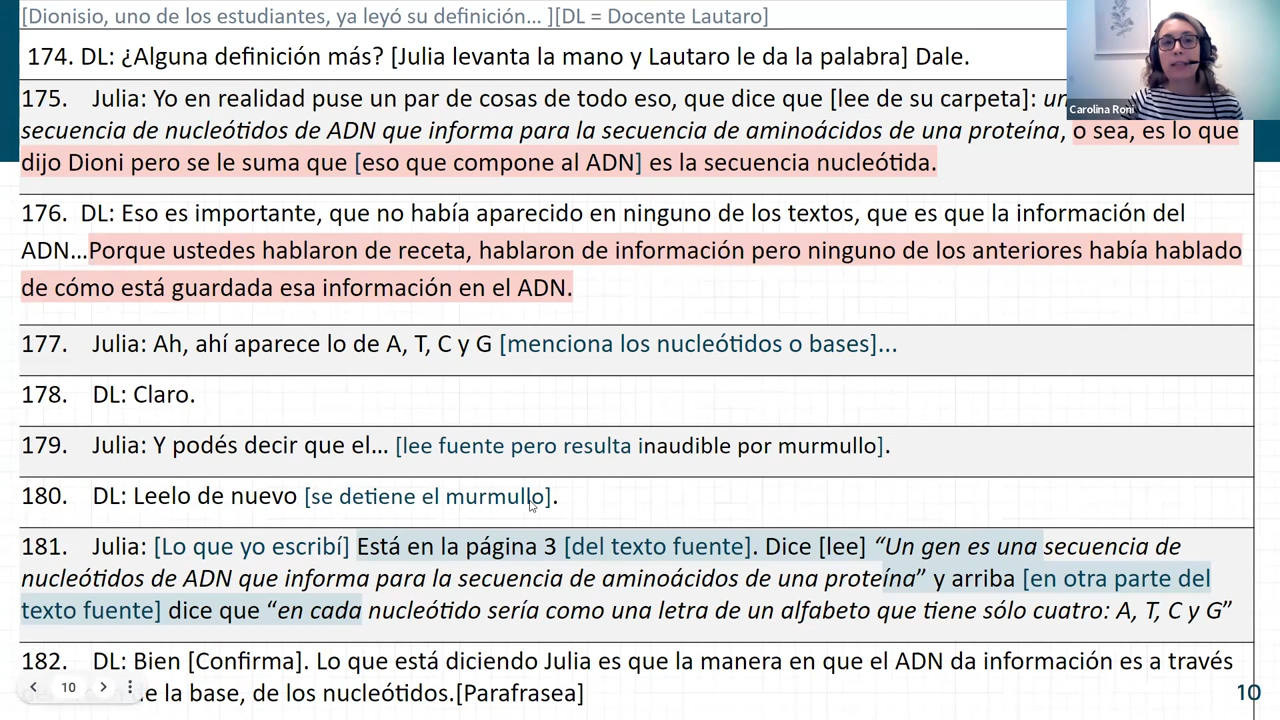 [Dionisio, uno de los estudiantes, ya leyó su definición… ][DL = Docente Lautaro]
174. DL: ¿Alguna definición más? [Julia levanta la mano y Lautaro le da la palabra] Dale.
175. Julia: Yo en realidad puse un par de cosas de todo eso, que dice que [lee de su carpeta]:
secuencia de nucleótidos de ADN que informa para la secuencia de aminoácidos de una proteína, o sea, es lo que
dijo Dioni pero se le suma que [eso que compone al ADN] es la secuencia nucleótida.
176. DL: Eso es importante, que no había aparecido en ninguno de los textos, que es que la información del
ADN…Porque ustedes hablaron de receta, hablaron de información pero ninguno de los anteriores había hablado
de cómo está guardada esa información en el ADN.
177. Julia: Ah, ahí aparece lo de A, T, C y G [menciona los nucleótidos o bases]...
178. DL: Claro.
179. Julia: Y podés decir que el… [lee fuente pero resulta inaudible por murmullo].
180. DL: Leelo de nuevo [se detiene el murmullo].
181. Julia: [Lo que yo escribí] Está en la página 3 [del texto fuente]. Dice [lee] “Un gen es una secuencia de
nucleótidos de ADN que informa para la secuencia de aminoácidos de una proteína” y arriba [en otra parte del
texto fuente] dice que “en cada nucleótido sería como una letra de un alfabeto que tiene sólo cuatro: A, T, C y G”
182. DL: Bien [Confirma]. Lo que está diciendo Julia es que la manera en que el ADN da información es a través
de la base, de los nucleótidos.[Parafrasea]
Carolina Roni
10
10